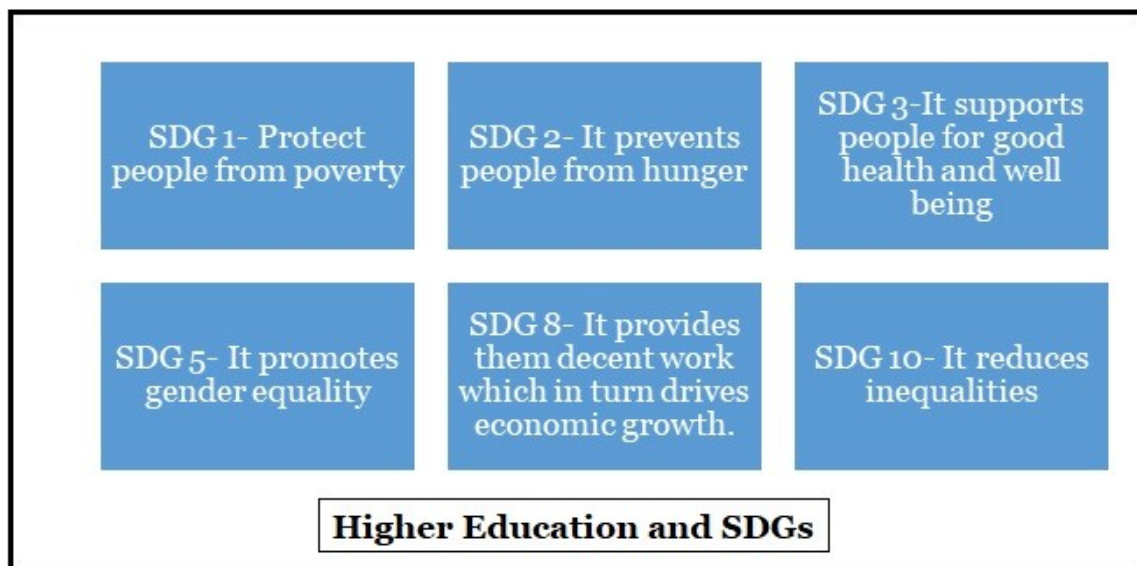 SDG 1- Protect
people from poverty
SDG 2- It prevents
people from hunger
SDG 3-It supports
people for good
health and well
being
SDG 5- It promotes
gender equality
SDG 8- It provides
them decent work
which in turn drives
economic growth.
SDG 10- It reduces
inequalities
Higher Education and SDGs